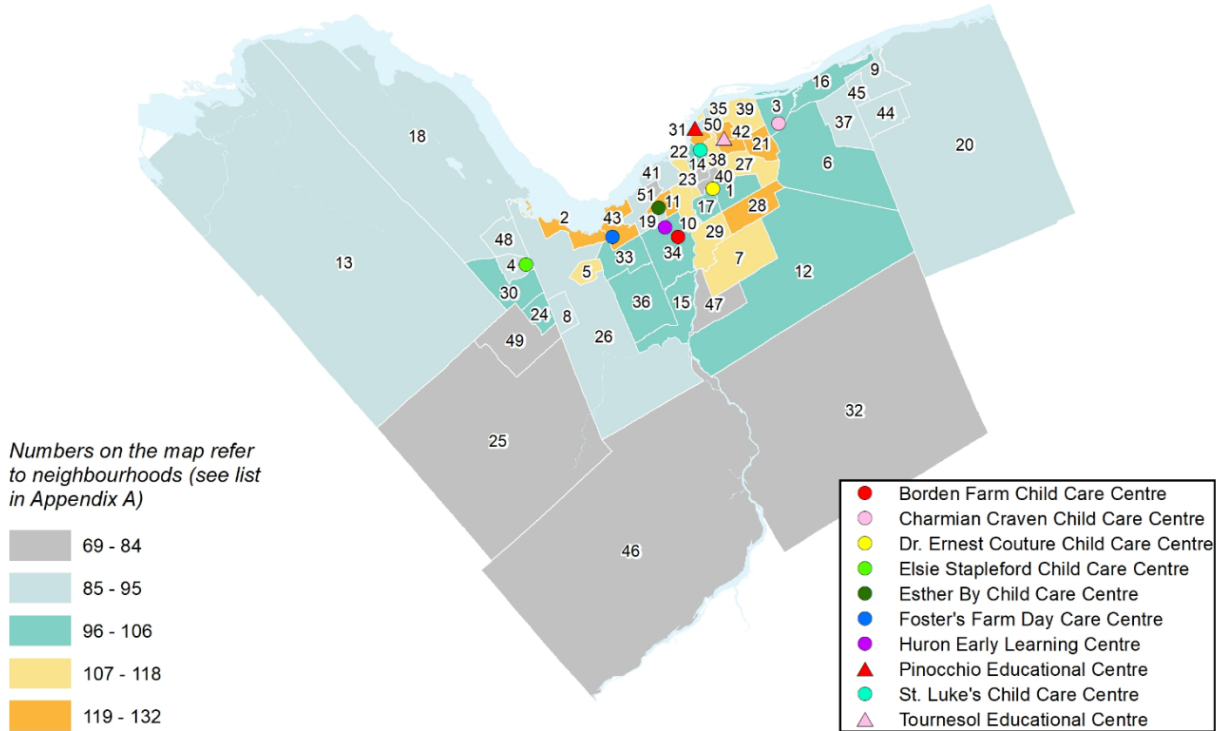 9
16
45
3
35
39
44
50
37
31
42
21
18
20
22
6
38
14
27
41
23
40
1
51
11
28
17
2
43
19
10
29
48
34
33
7
13
4
5
12
30
36
15
47
24
8
26
49
32
25
46
Numbers on the map refer
to neighbourhoods (see list
in Appendix A)
69 - 84
85 - 95
96 - 106
107 - 118
119 - 132
Borden Farm Child Care Centre
Charmian Craven Child Care Centre
Dr. Ernest Couture Child Care Centre
Elsie Stapleford Child Care Centre
Esther By Child Care Centre
Foster's Farm Day Care Centre
Huron Early Learning Centre
Pinocchio Educational Centre
St. Luke's Child Care Centre
Tournesol Educational Centre